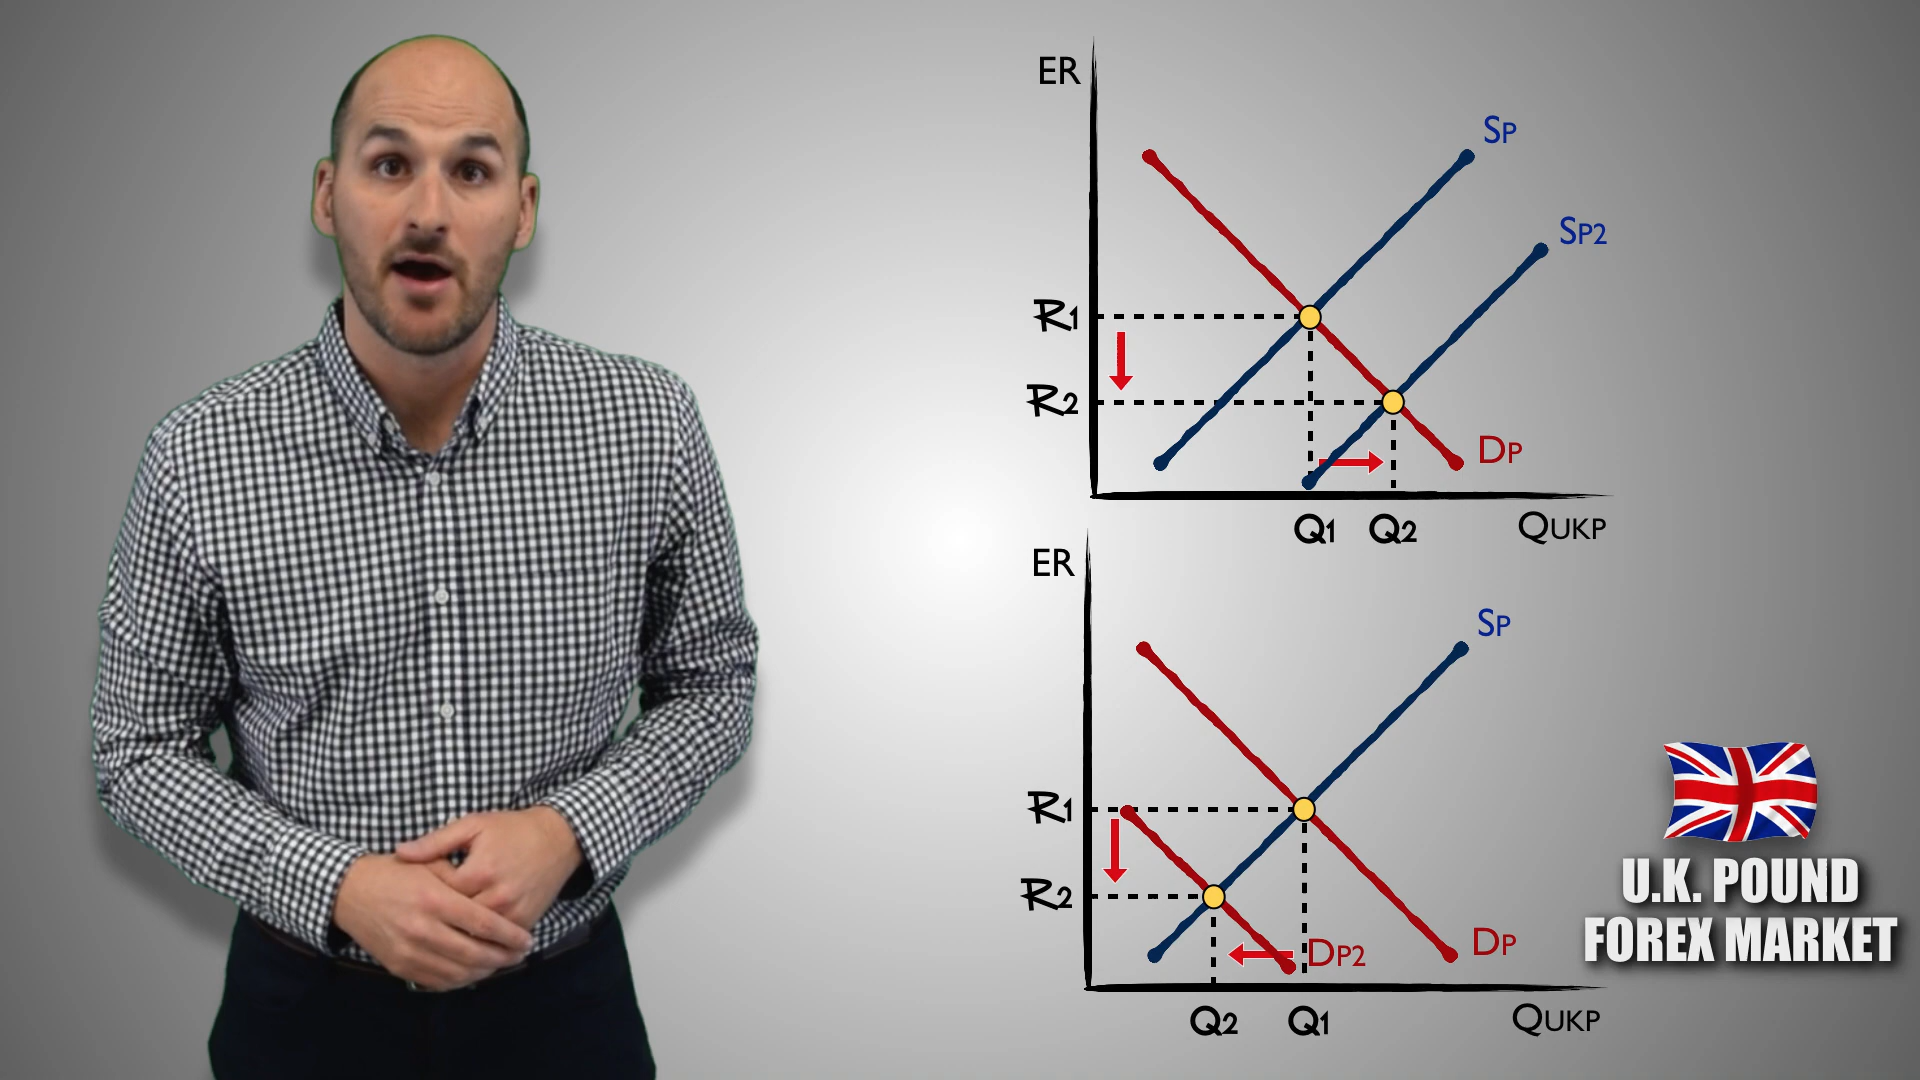 ER
SP
SP2
R1
R2
DP
Q1 Q2 QUKP
ER
SP
R1
R2
DP2 DP
Q2 Q1 QUKP
U.K. POUND
FOREX MARKET